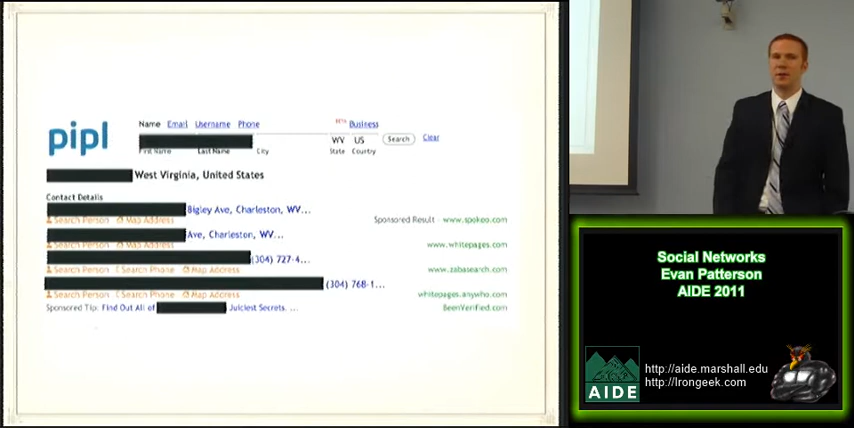 pipl
Name Email Username Phone
BETA Business
WV US Search Clear
First Name Last Name City State Country
West Virginia, United States
Contact Details
Bigley Ave, Charleston, WV...
Search Person Map Address
Sponsored Result - www.spokeo.com
Ave, Charleston, WV...
Search Person Map Address
www.whitepages.com
(304) 727-4...
Search Person Search Phone Map Address
www.zabasearch.com
(304) 768-1...
Search Person Search Phone Map Address
whitepages.anywho.com
Sponsored Tip: Find Out All of Juiciest Secrets. ...
BeenVerified.com
Social Networks
Evan Patterson
AIDE 2011
AIDE
http://aide.marshall.edu
http://Irongeek.com